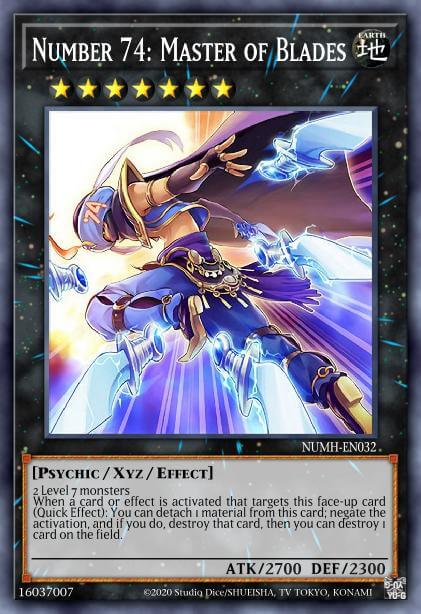 NUMBER 74: MASTER OF BLADES
EARTH
地
74
NUMH-EN032
[PSYCHIC / XYZ / EFFECT]
2 Level 7 monsters
When a card or effect is activated that targets this face-up card
(Quick Effect): You can detach 1 material from this card; negate
the activation, and if you do, destroy that card, then you can destroy 1
card on the field.
ATK/2700 DEF/2300
16037007
©2020 Studio Dice/SHUEISHA, TV TOKYO, KONAMI